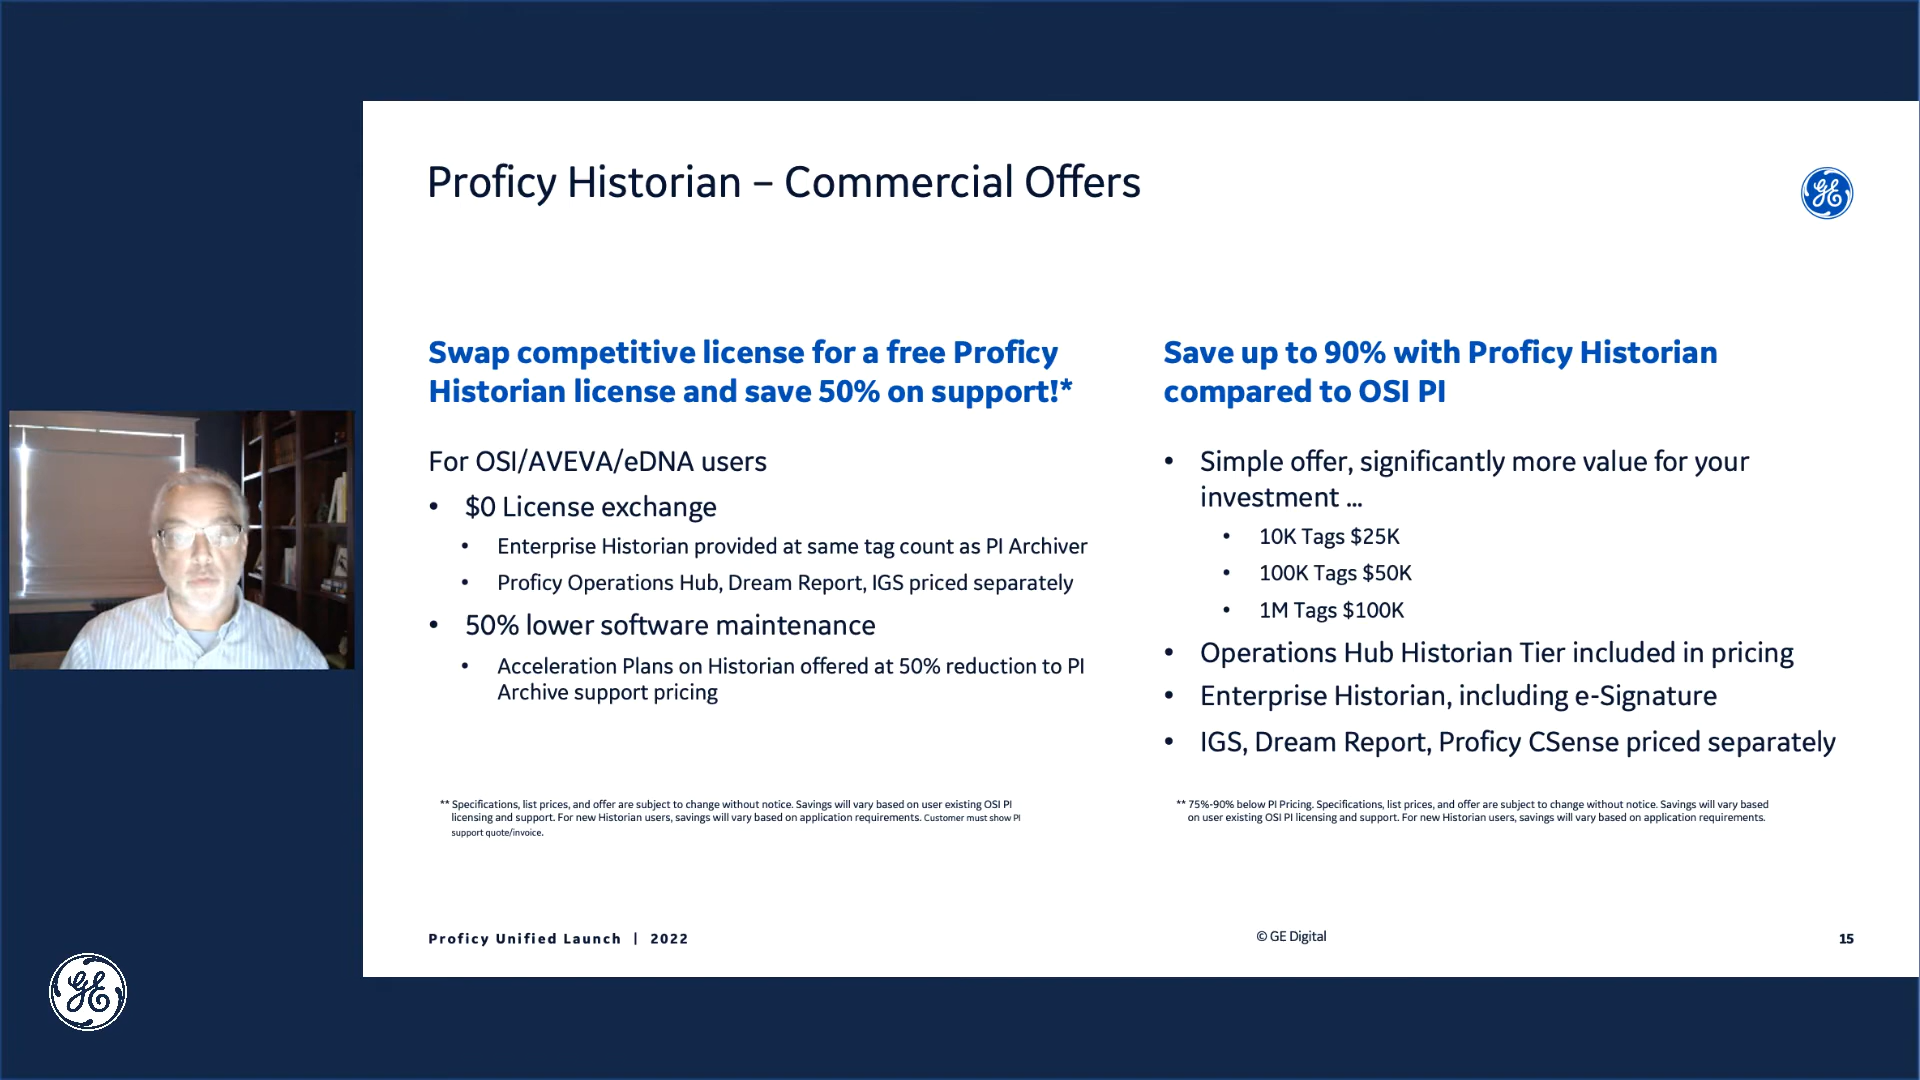 Proficy Historian – Commercial Offers
GE
Swap competitive license for a free Proficy
Historian license and save 50% on support!*
For OSI/AVEVA/eDNA users
• $0 License exchange
• Enterprise Historian provided at same tag count as PI Archiver
• Proficy Operations Hub, Dream Report, IGS priced separately
• 50% lower software maintenance
• Acceleration Plans on Historian offered at 50% reduction to PI
Archive support pricing
** Specifications, list prices, and offer are subject to change without notice. Savings will vary based on user existing OSI PI
licensing and support. For new Historian users, savings will vary based on application requirements. Customer must show PI
support quote/invoice.
Save up to 90% with Proficy Historian
compared to OSI PI
• Simple offer, significantly more value for your
investment ...
• 10K Tags $25K
• 100K Tags $50K
• 1M Tags $100K
• Operations Hub Historian Tier included in pricing
• Enterprise Historian, including e-Signature
• IGS, Dream Report, Proficy CSense priced separately
** 75%-90% below PI Pricing. Specifications, list prices, and offer are subject to change without notice. Savings will vary based
on user existing OSI PI licensing and support. For new Historian users, savings will vary based on application requirements.
Proficy Unified Launch | 2022
© GE Digital
15
GE